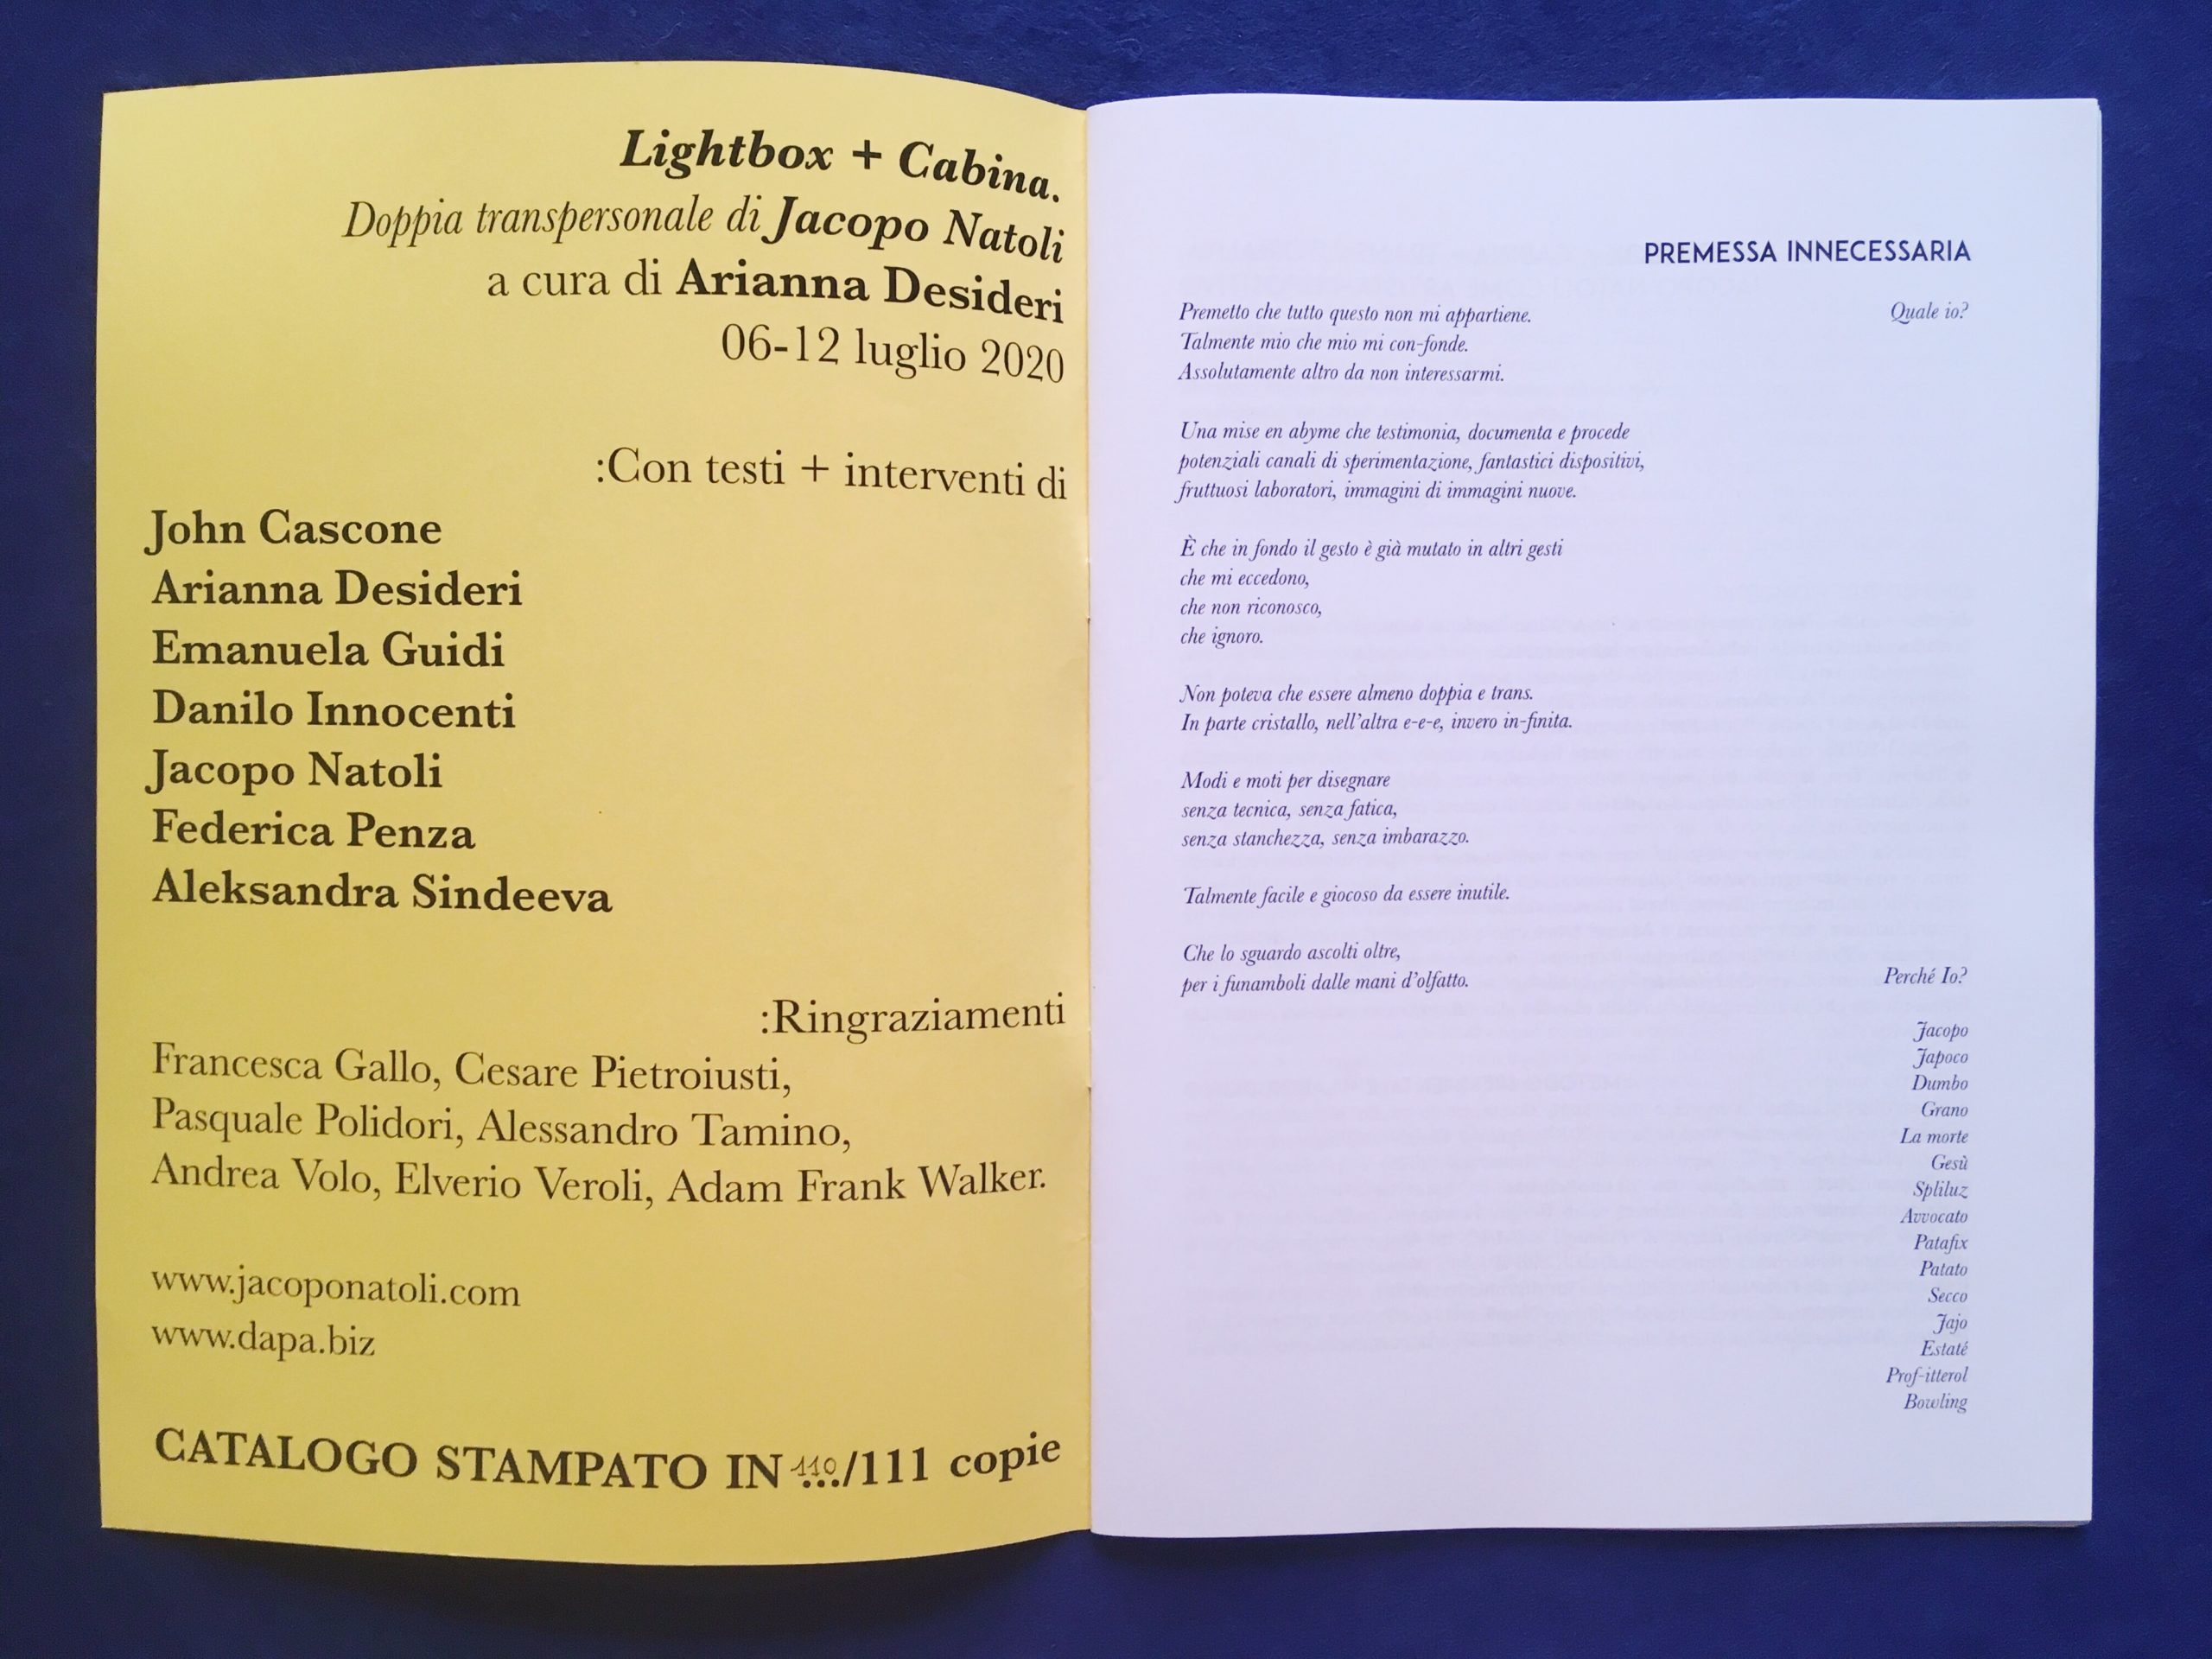 Lightbox + Cabina.
Doppia transpersonale di Jacopo Natoli
a cura di Arianna Desideri
06-12 luglio 2020
:Con testi + interventi di
John Cascone
Arianna Desideri
Emanuela Guidi
Danilo Innocenti
Jacopo Natoli
Federica Penza
Aleksandra Sindeeva
:Ringraziamenti
Francesca Gallo, Cesare Pietroiusti,
Pasquale Polidori, Alessandro Tamino,
Andrea Volo, Elverio Veroli, Adam Frank Walker.
www.jacoponatoli.com
www.dapa.biz
CATALOGO STAMPATO IN 110.../111 copie
PREMESSA INNECESSARIA
Quale io?
Premetto che tutto questo non mi appartiene.
Talmente mio che mio mi con-fonde.
Assolutamente altro da non interessarmi.
Una mise en abyme che testimonia, documenta e procede
potenziali canali di sperimentazione, fantastici dispositivi,
fruttuosi laboratori, immagini di immagini nuove.
È che in fondo il gesto è già mutato in altri gesti
che mi eccedono,
che non riconosco,
che ignoro.
Non poteva che essere almeno doppia e trans.
In parte cristallo, nell'altra e-e-e, invero in-finita.
Modi e moti per disegnare
senza tecnica, senza fatica,
senza stanchezza, senza imbarazzo.
Talmente facile e giocoso da essere inutile.
Che lo sguardo ascolti oltre,
per i funamboli dalle mani d'olfatto.
Perché Io?
Jacopo
Japoco
Dumbo
Grano
La morte
Gesù
Spliluz
Avvocato
Patafix
Patato
Secco
Jajo
Estaté
Prof-itterol
Bowling